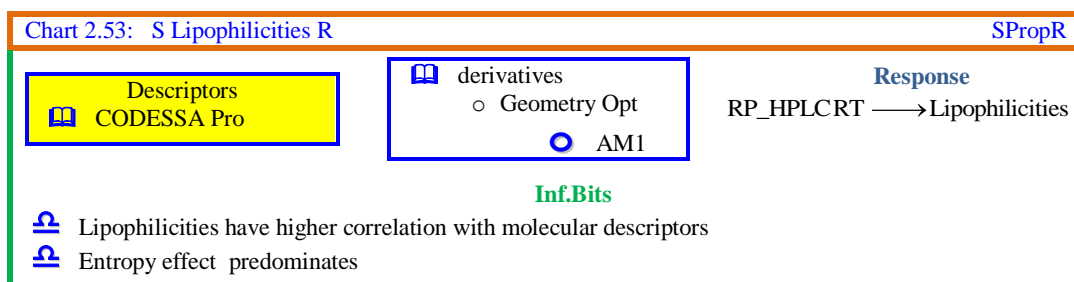 Chart 2.53: S Lipophilicities R SPropR
Descriptors
CODESSA Pro
derivatives
Geometry Opt
AM1
Response
RP_HPLCRT ⟶ Lipophilicities
Inf.Bits
Lipophilicities have higher correlation with molecular descriptors
Entropy effect predominates